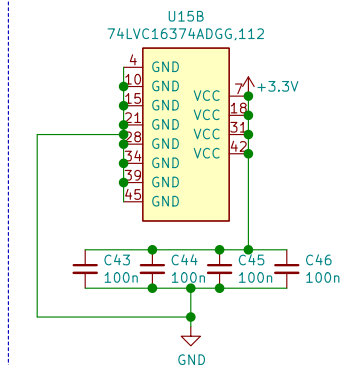 U15B
74LVC16374ADGG,112
4 GND
10 GND
15 GND
21 GND
28 GND
34 GND
39 GND
45 GND
VCC 7
VCC 18
VCC 31
VCC 42
+3.3V
C43
100n
C44
100n
C45
100n
C46
100n
GND